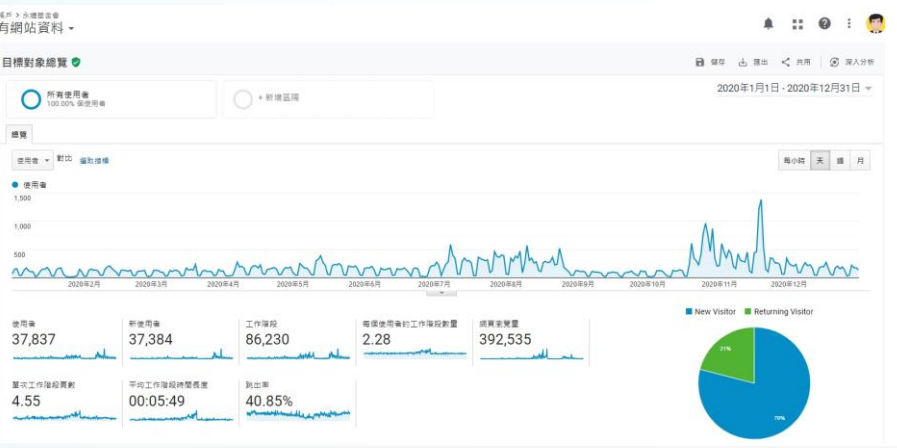 帳戶 > 永續基金會
有網站資料
目標對象總覽
儲存 匯出 共用 深入分析
2020年1月1日 - 2020年12月31日
所有使用者
100.00% 個使用者
+ 新增區隔
總覽
使用者 對比 選取指標
每小時 天 週 月
使用者
1,500
1,000
500
2020年2月 2020年3月 2020年4月 2020年5月 2020年6月 2020年7月 2020年8月 2020年9月 2020年10月 2020年11月 2020年12月
New Visitor Returning Visitor
使用者 新使用者 工作階段 每個使用者的工作階段數量 網頁瀏覽量
37,837 37,384 86,230 2.28 392,535
21%
79%
單次工作階段頁數 平均工作階段時間長度 跳出率
4.55 00:05:49 40.85%